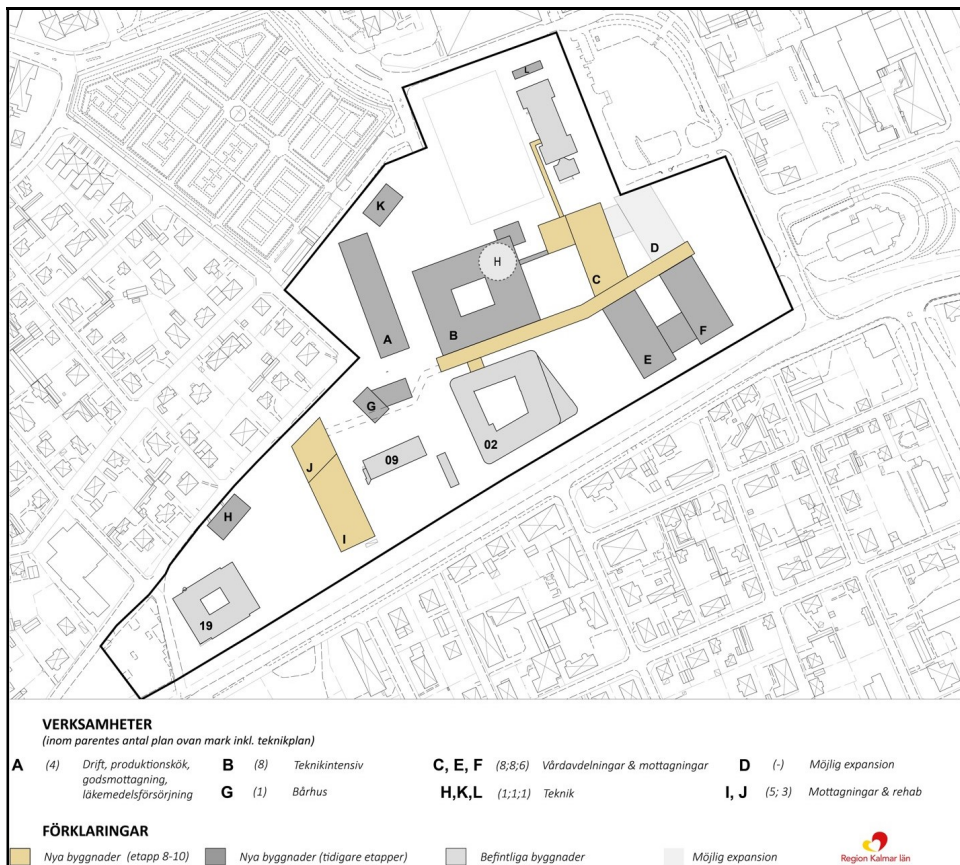 L
K
H
D
C
B
A
F
E
G
02
09
J
H
I
19
VERKSAMHETER
(inom parentes antal plan ovan mark inkl. teknikplan)
A (4) Drift, produktionskök,
godsmottagning,
läkemedelsförsörjning
B (8) Teknikintensiv
G (1) Bårhus
C, E, F (8;8;6) Vårdavdelningar & mottagningar
H,K,L (1;1;1) Teknik
D (-) Möjlig expansion
I, J (5; 3) Mottagningar & rehab
FÖRKLARINGAR
Nya byggnader (etapp 8-10)
Nya byggnader (tidigare etapper)
Befintliga byggnader
Möjlig expansion
Region Kalmar län